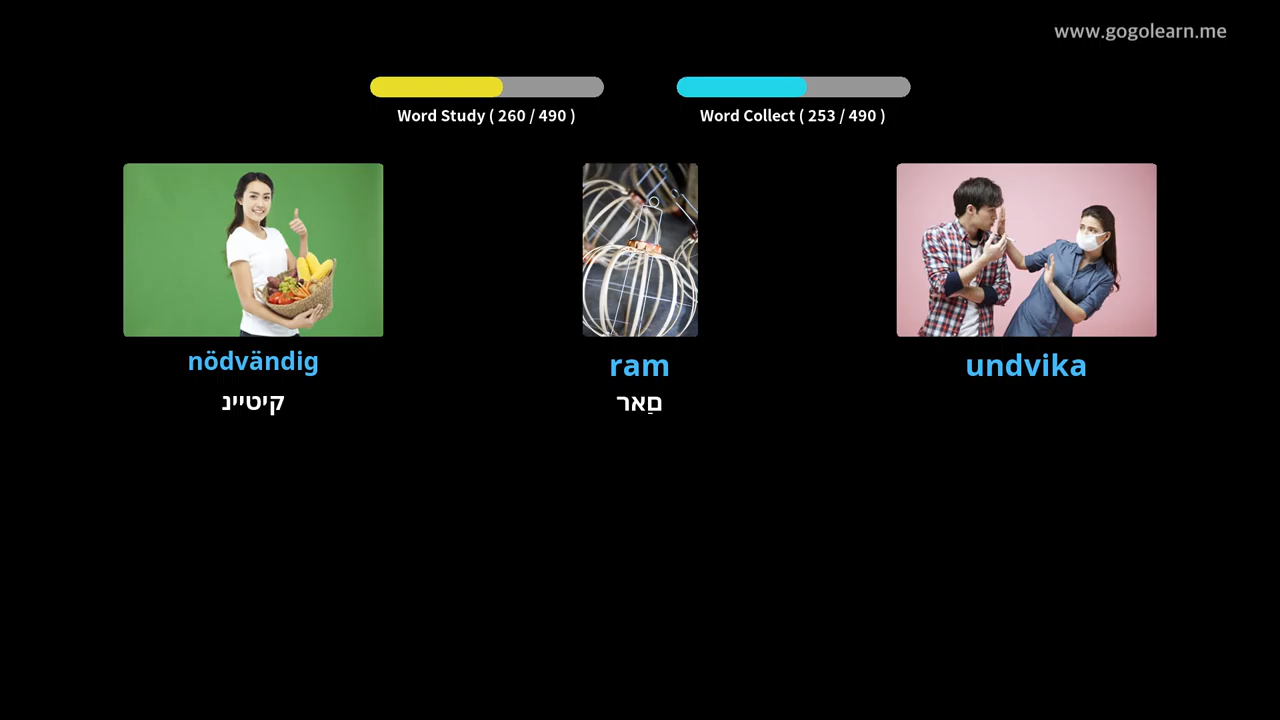 www.gogolearn.me
Word Study ( 260 / 490 )
Word Collect ( 253 / 490 )
nödvändig
קיטיינ
ram
םַאר
undvika